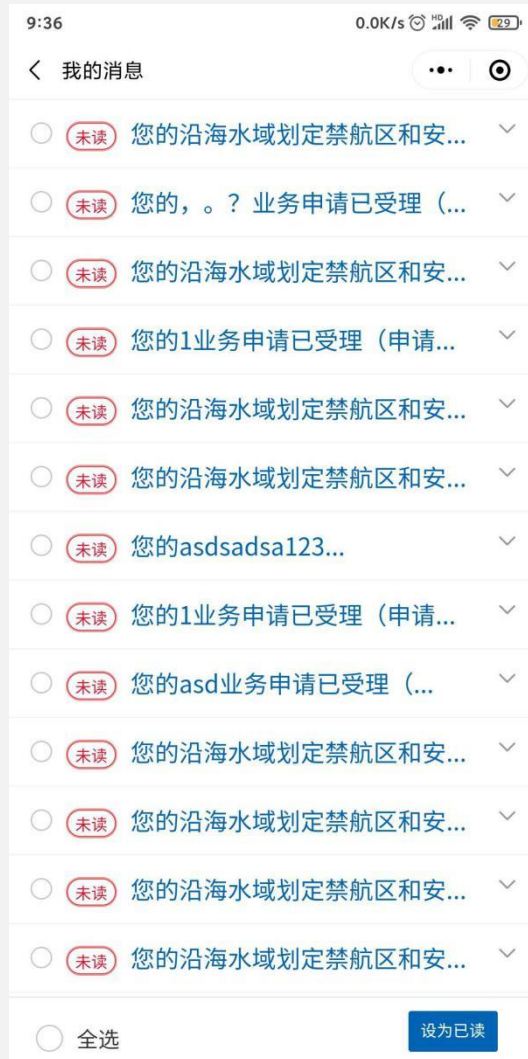 9:36
0.0K/s HD 29
我的消息
未读 您的沿海水域划定禁航区和安...
未读 您的，。？业务申请已受理（...
未读 您的沿海水域划定禁航区和安...
未读 您的1业务申请已受理（申请...
未读 您的沿海水域划定禁航区和安...
未读 您的沿海水域划定禁航区和安...
未读 您的asdsadsa123...
未读 您的1业务申请已受理（申请...
未读 您的asd业务申请已受理（...
未读 您的沿海水域划定禁航区和安...
未读 您的沿海水域划定禁航区和安...
未读 您的沿海水域划定禁航区和安...
未读 您的沿海水域划定禁航区和安...
全选
设为已读